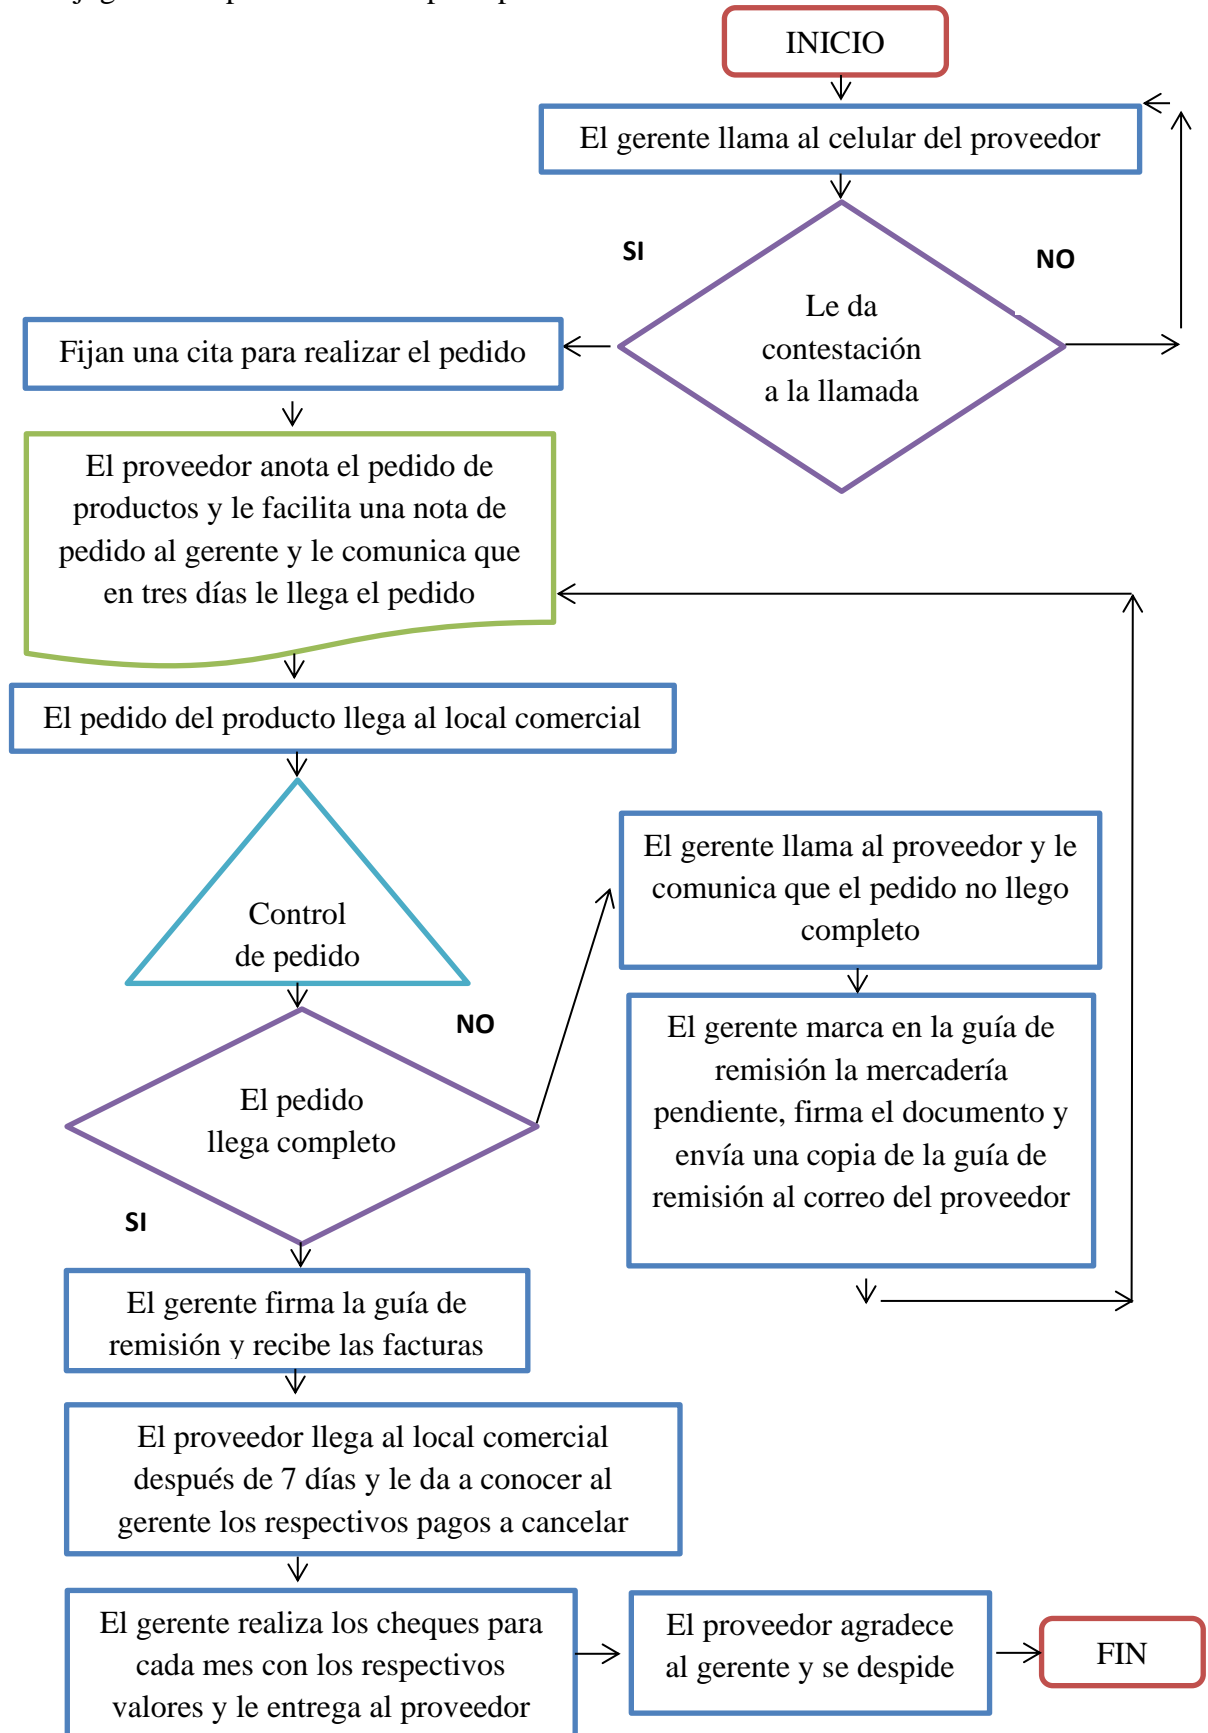 INICIO
El gerente llama al celular del proveedor
SI
NO
Le da
contestación
a la llamada
Fijan una cita para realizar el pedido
El proveedor anota el pedido de
productos y le facilita una nota de
pedido al gerente y le comunica que
en tres días le llega el pedido
El pedido del producto llega al local comercial
Control
de pedido
El gerente llama al proveedor y le
comunica que el pedido no llego
completo
NO
El pedido
llega completo
El gerente marca en la guía de
remisión la mercadería
pendiente, firma el documento y
envía una copia de la guía de
remisión al correo del proveedor
SI
El gerente firma la guía de
remisión y recibe las facturas
El proveedor llega al local comercial
después de 7 días y le da a conocer al
gerente los respectivos pagos a cancelar
El gerente realiza los cheques para
cada mes con los respectivos
valores y le entrega al proveedor
El proveedor agradece
al gerente y se despide
FIN